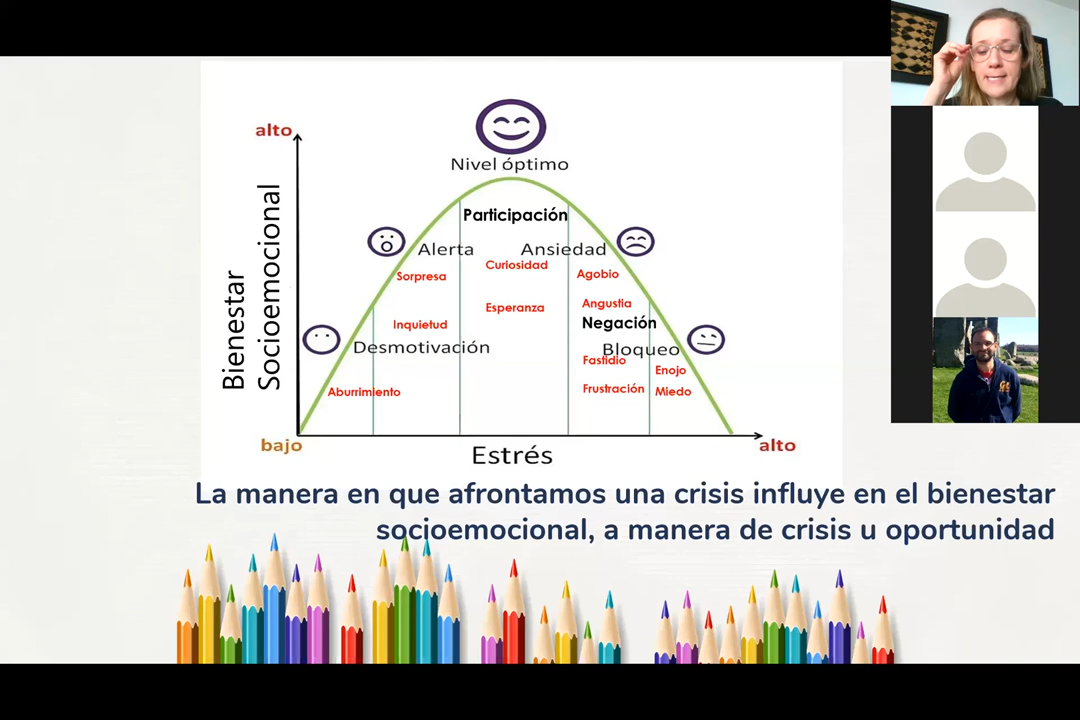 alto
Nivel óptimo
Participación
Alerta
Ansiedad
Curiosidad
Sorpresa
Agobio
Esperanza
Angustia
Inquietud
Negación
Desmotivación
Bloqueo
Fastidio
Enojo
Aburrimiento
Frustración
Miedo
Bienestar
Socioemocional
bajo
Estrés
alto
La manera en que afrontamos una crisis influye en el bienestar
socioemocional, a manera de crisis u oportunidad